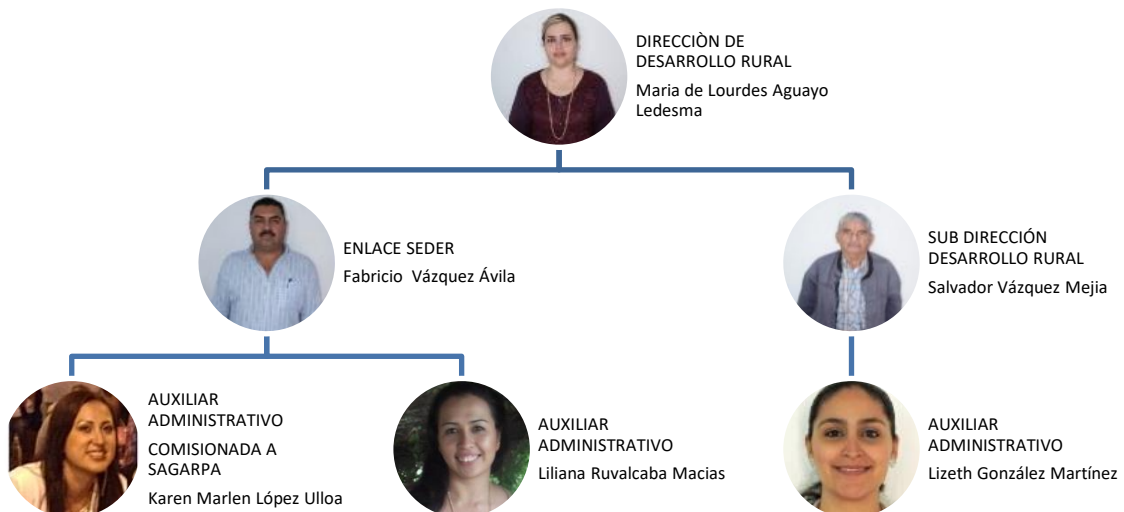 DIRECCIÒN DE
DESARROLLO RURAL
Maria de Lourdes Aguayo
Ledesma
ENLACE SEDER
Fabricio Vázquez Ávila
SUB DIRECCIÓN
DESARROLLO RURAL
Salvador Vázquez Mejia
AUXILIAR
ADMINISTRATIVO
COMISIONADA A
SAGARPA
Karen Marlen López Ulloa
AUXILIAR
ADMINISTRATIVO
Liliana Ruvalcaba Macias
AUXILIAR
ADMINISTRATIVO
Lizeth González Martínez